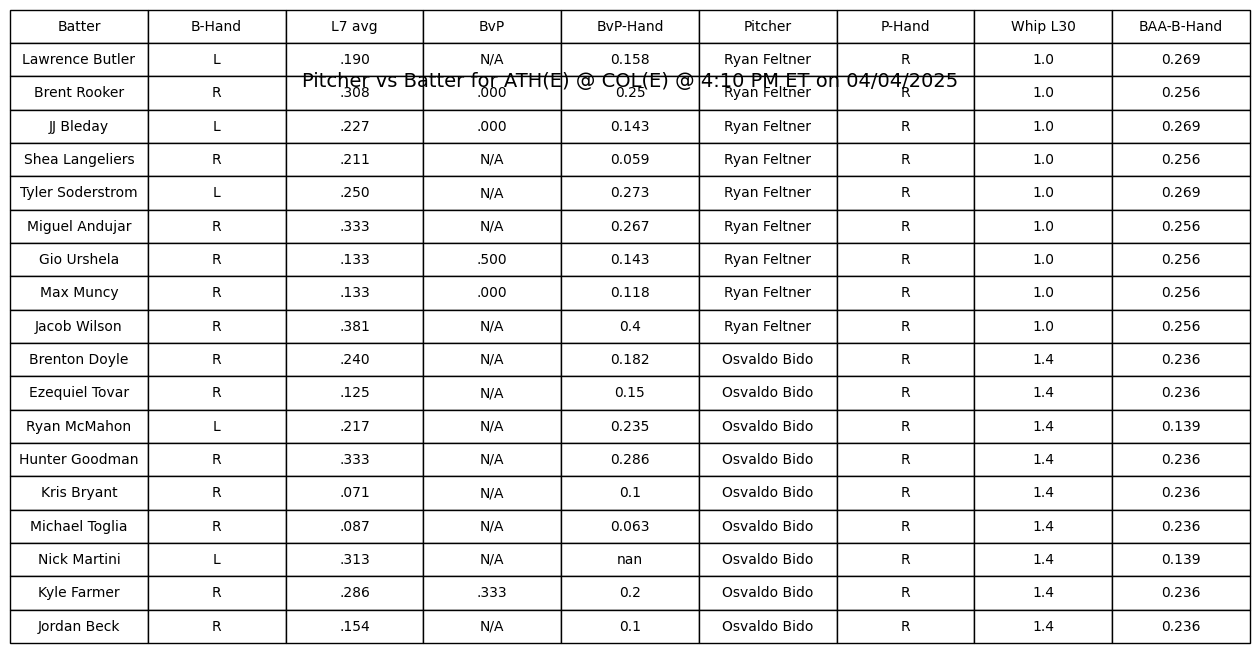 Batter B-Hand L7 avg BvP BvP-Hand Pitcher P-Hand Whip L30 BAA-B-Hand
Lawrence Butler L .190 N/A 0.158 Ryan Feltner R 1.0 0.269
Pitcher vs Batter for ATH(E) @ COL(E) @ 4:10 PM ET on 04/04/2025
Brent Rooker R .308 .000 0.25 Ryan Feltner R 1.0 0.256
JJ Bleday L .227 .000 0.143 Ryan Feltner R 1.0 0.269
Shea Langeliers R .211 N/A 0.059 Ryan Feltner R 1.0 0.256
Tyler Soderstrom L .250 N/A 0.273 Ryan Feltner R 1.0 0.269
Miguel Andujar R .333 N/A 0.267 Ryan Feltner R 1.0 0.256
Gio Urshela R .133 .500 0.143 Ryan Feltner R 1.0 0.256
Max Muncy R .133 .000 0.118 Ryan Feltner R 1.0 0.256
Jacob Wilson R .381 N/A 0.4 Ryan Feltner R 1.0 0.256
Brenton Doyle R .240 N/A 0.182 Osvaldo Bido R 1.4 0.236
Ezequiel Tovar R .125 N/A 0.15 Osvaldo Bido R 1.4 0.236
Ryan McMahon L .217 N/A 0.235 Osvaldo Bido R 1.4 0.139
Hunter Goodman R .333 N/A 0.286 Osvaldo Bido R 1.4 0.236
Kris Bryant R .071 N/A 0.1 Osvaldo Bido R 1.4 0.236
Michael Toglia R .087 N/A 0.063 Osvaldo Bido R 1.4 0.236
Nick Martini L .313 N/A nan Osvaldo Bido R 1.4 0.139
Kyle Farmer R .286 .333 0.2 Osvaldo Bido R 1.4 0.236
Jordan Beck R .154 N/A 0.1 Osvaldo Bido R 1.4 0.236